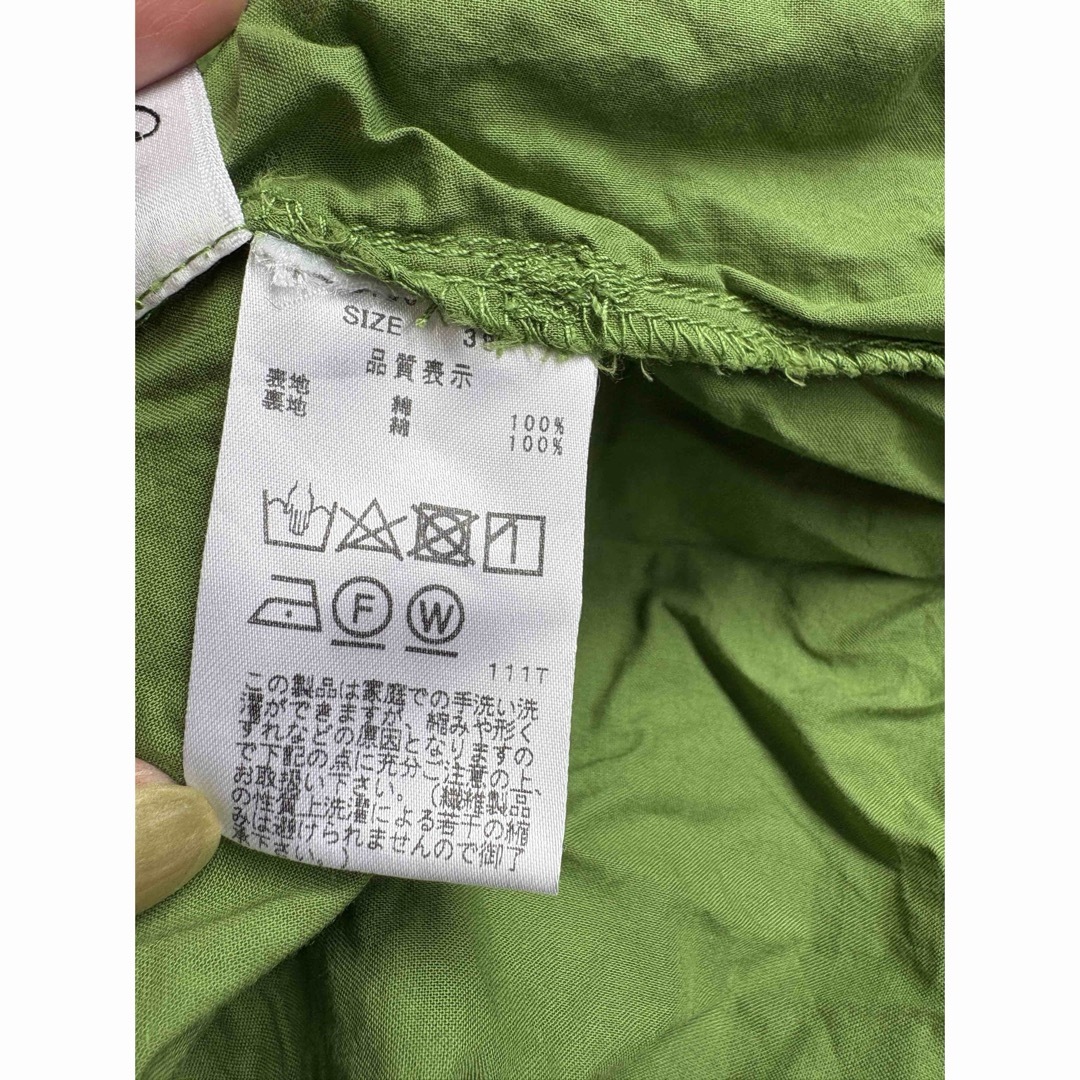 SIZE 3
品質表示
表地 綿 100%
裏地 綿 100%
F W
111T
この製品は家庭での手洗い洗
濯ができますが、縮みや形く
ずれなどの原因となりますの
で下記の点に充分ご注意の上、
お取扱い下さい。(繊維製品
の性質上洗濯による若干の縮
みは避けられませんので御了
承下さい。)